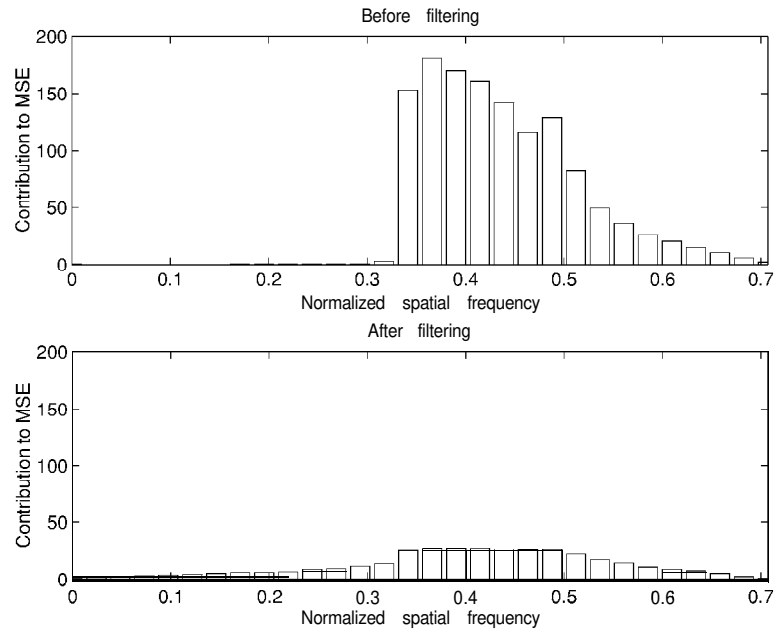 Before filtering
200
150
100
50
0
Contribution to MSE
0.1 0.2 0.3 0.4 0.5 0.6 0.7
Normalized spatial frequency
After filtering
200
150
100
50
0
Contribution to MSE
0 0.1 0.2 0.3 0.4 0.5 0.6 0.7
Normalized spatial frequency